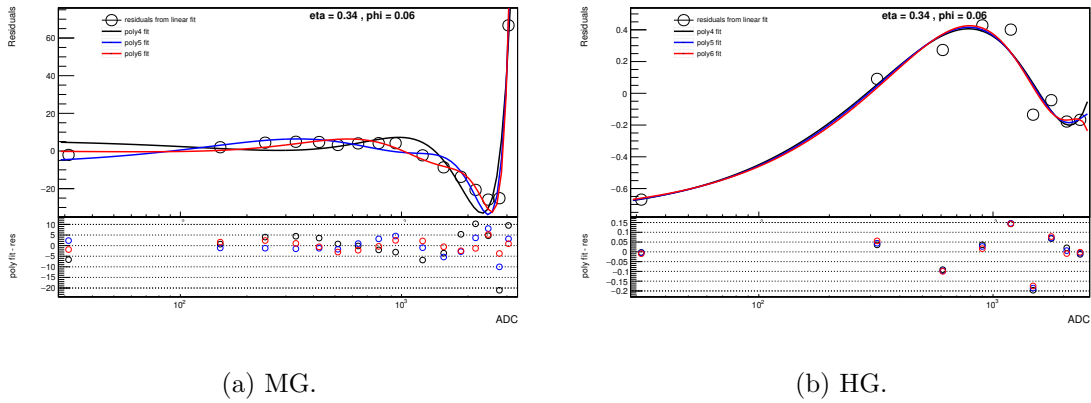 eta = 0.34 , phi = 0.06
Residuals
residuals from linear fit
poly4 fit
poly5 fit
poly6 fit
60
40
20
0
−20
poly fit - res
10
5
0
−5
−10
−15
−20
10²
10³
ADC
(a) MG.
eta = 0.34 , phi = 0.06
Residuals
residuals from linear fit
poly4 fit
poly5 fit
poly6 fit
0.4
0.2
0
−0.2
−0.4
−0.6
poly fit - res
0.15
0.1
0.05
0
−0.05
−0.1
−0.15
−0.2
10²
10³
ADC
(b) HG.